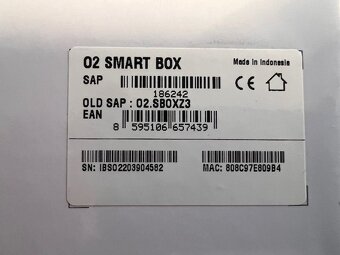 O2 SMART BOX
Made in Indonesia
SAP
186242
CE
OLD SAP : O2.SBOXZ3
EAN
8 595106 657439
SN: IBS02203904582
MAC: 808C97E809B4